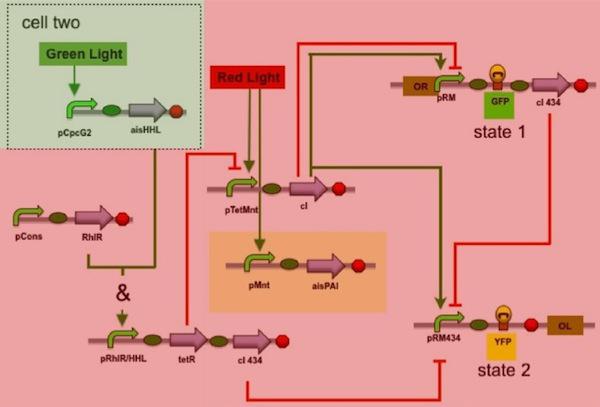 cell two
Green Light
pCpcG2
aisHHL
Red Light
OR
pRM
GFP
cI 434
state 1
pTetMnt
cI
pCons
RhlR
pMnt
aisPAI
&
pRhlR/HHL
tetR
cI 434
pRM434
YFP
OL
state 2